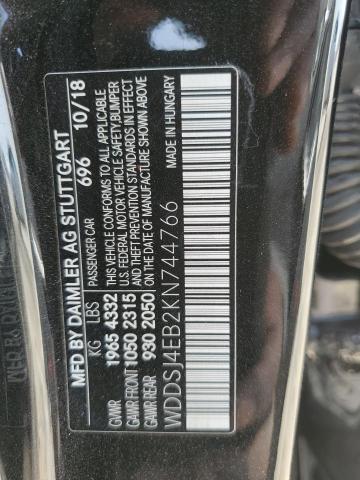 MFD BY DAIMLER AG STUTTGART
PASSENGER CAR 696 10/18
KG LBS
GVWR 1965 4332
GAWR FRONT 1050 2315
GAWR REAR 930 2050
THIS VEHICLE CONFORMS TO ALL APPLICABLE
U.S. FEDERAL MOTOR VEHICLE SAFETY, BUMPER
AND THEFT PREVENTION STANDARDS IN EFFECT
ON THE DATE OF MANUFACTURE SHOWN ABOVE
MADE IN HUNGARY
WDDSJ4EB2KN744766